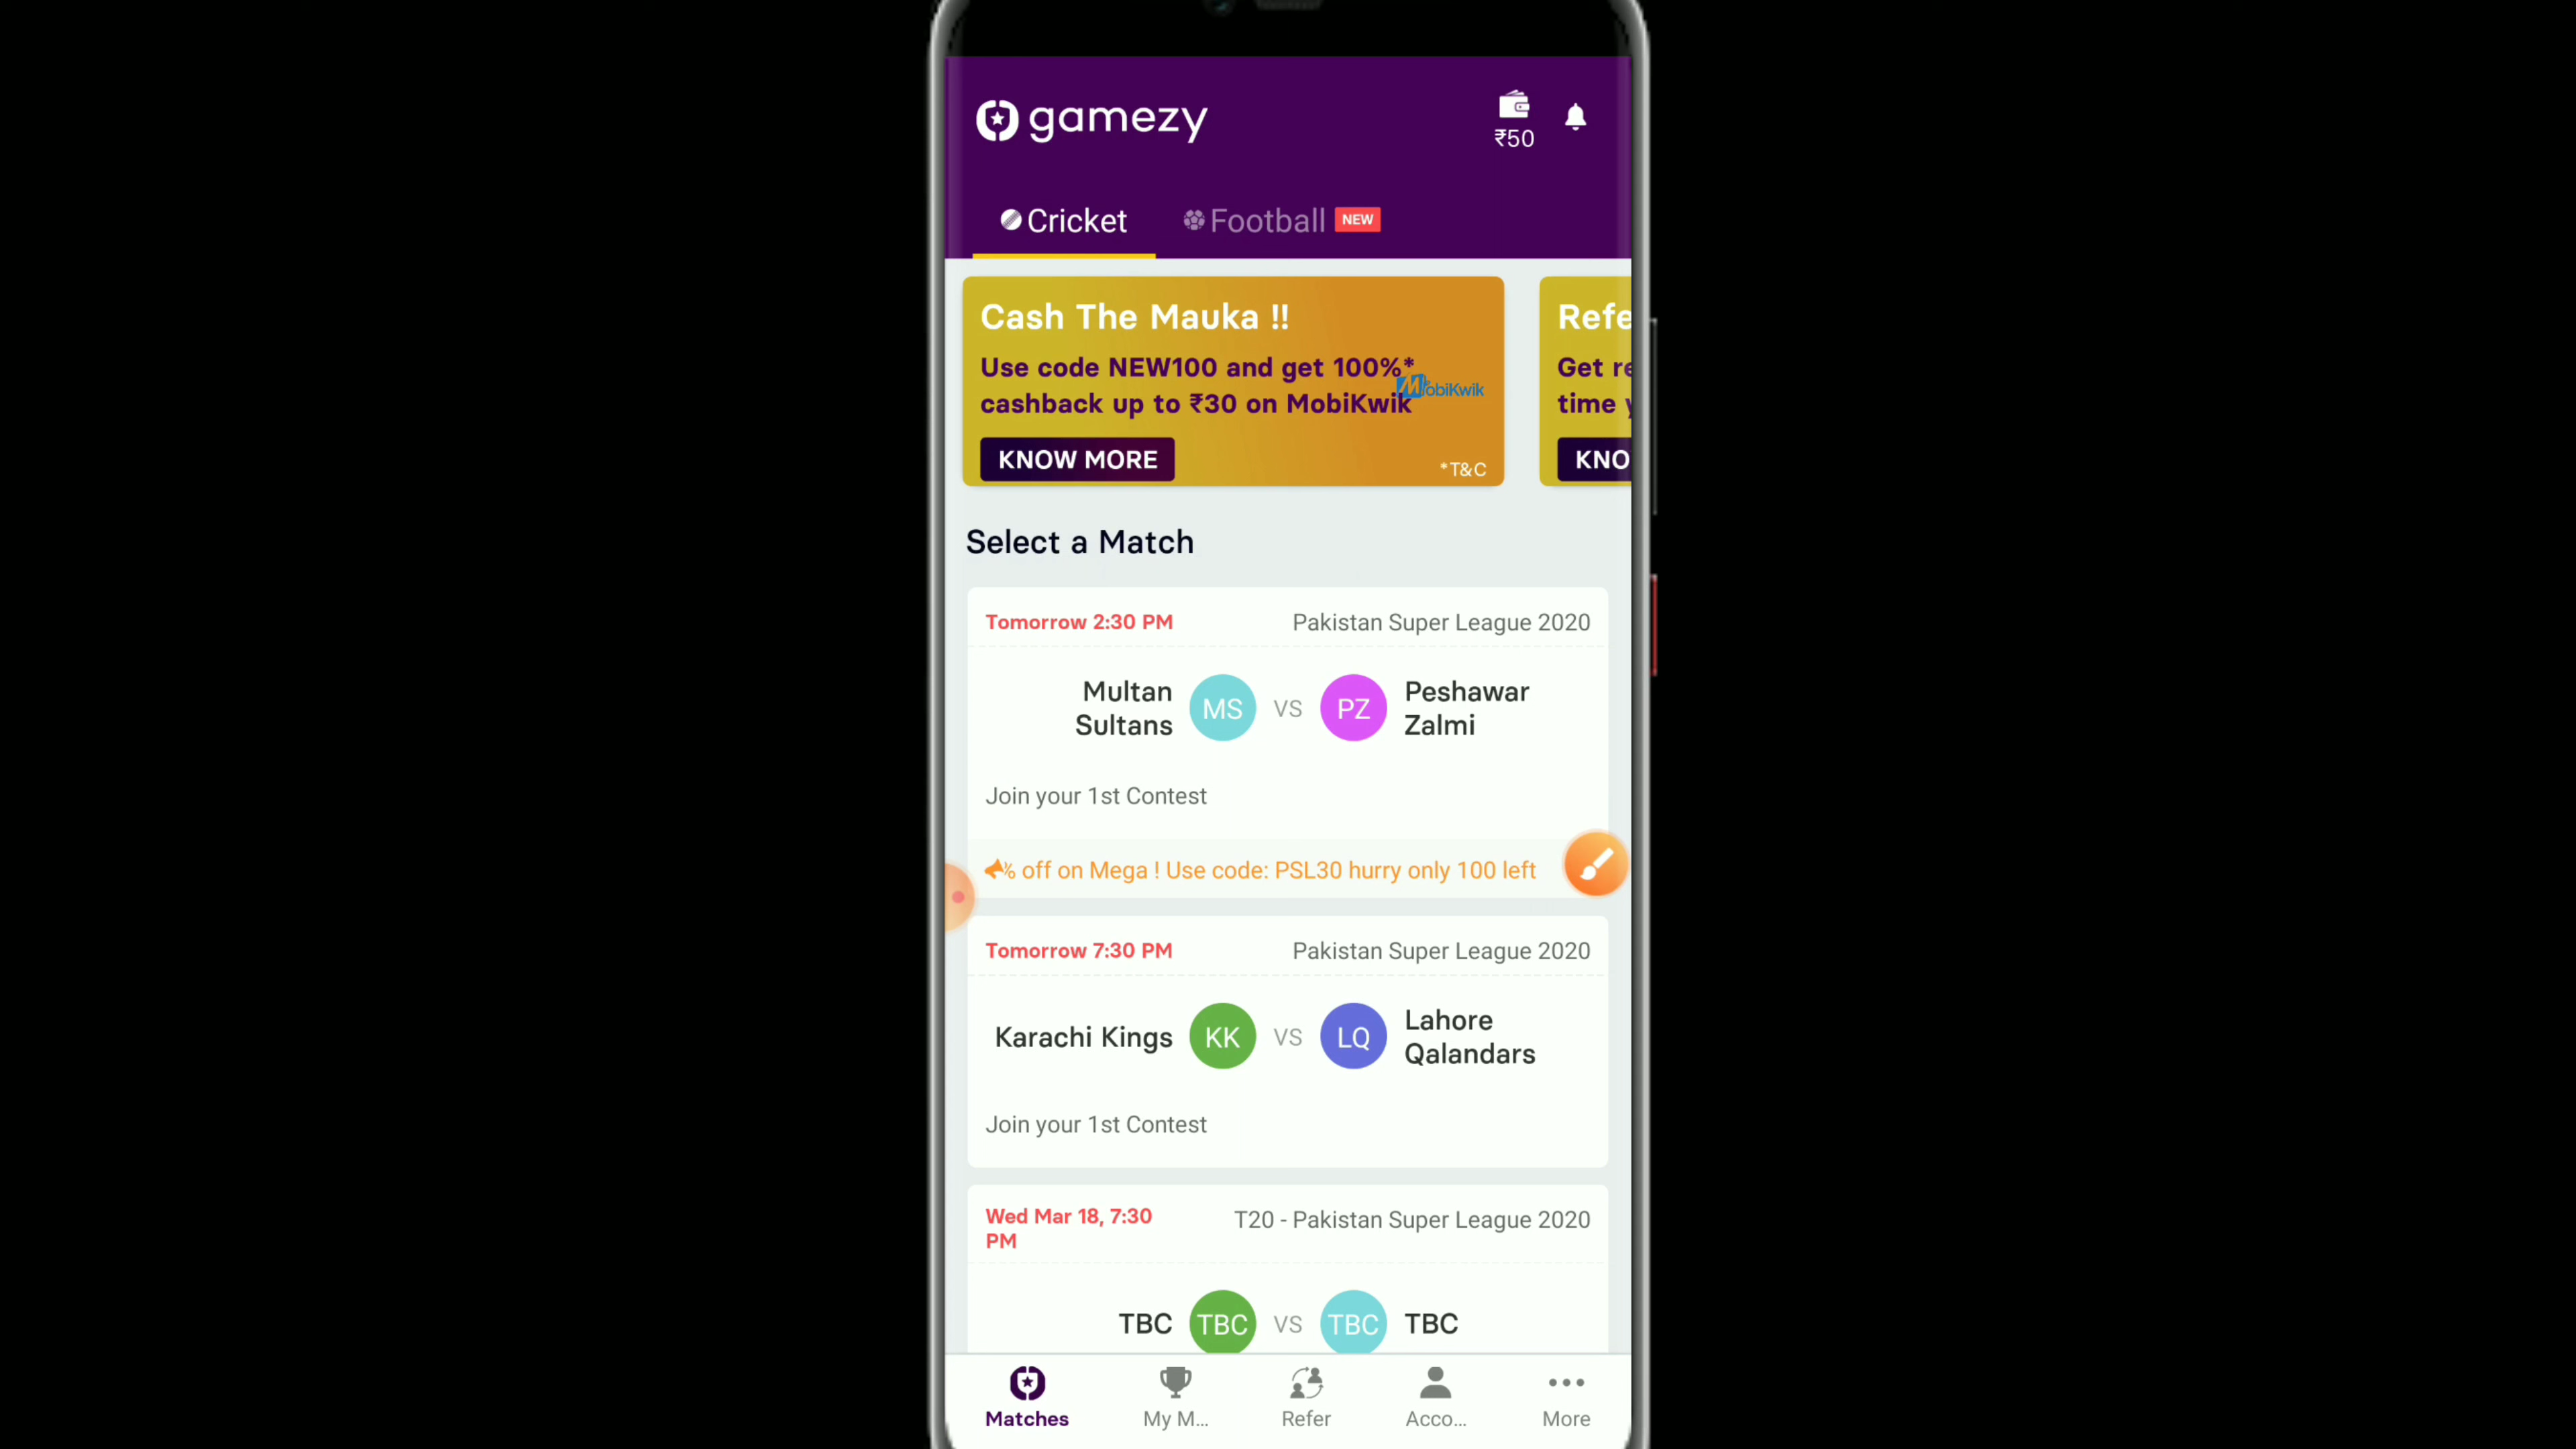 gamezy
₹50
Cricket
Football NEW
Cash The Mauka !!
Use code NEW100 and get 100%*
cashback up to ₹30 on MobiKwik
MobiKwik
KNOW MORE
*T&C
Refe
Get re
time y
KNO
Select a Match
Tomorrow 2:30 PM
Pakistan Super League 2020
Multan
Sultans
MS
VS
PZ
Peshawar
Zalmi
Join your 1st Contest
% off on Mega ! Use code: PSL30 hurry only 100 left
Tomorrow 7:30 PM
Pakistan Super League 2020
Karachi Kings
KK
VS
LQ
Lahore
Qalandars
Join your 1st Contest
Wed Mar 18, 7:30
PM
T20 - Pakistan Super League 2020
TBC
TBC
VS
TBC
TBC
Matches
My M...
Refer
Acco...
More